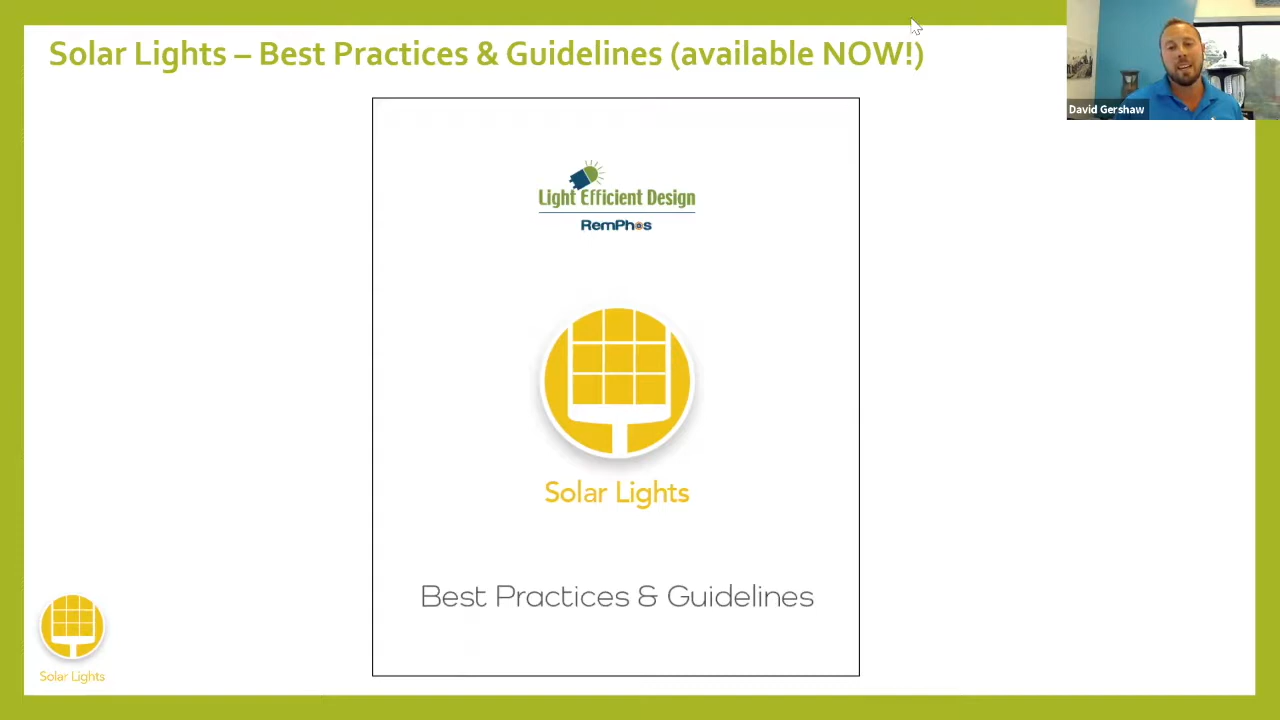 Solar Lights – Best Practices & Guidelines (available NOW!)
David Gershaw
Light Efficient Design
RemPhos
Solar Lights
Best Practices & Guidelines
Solar Lights